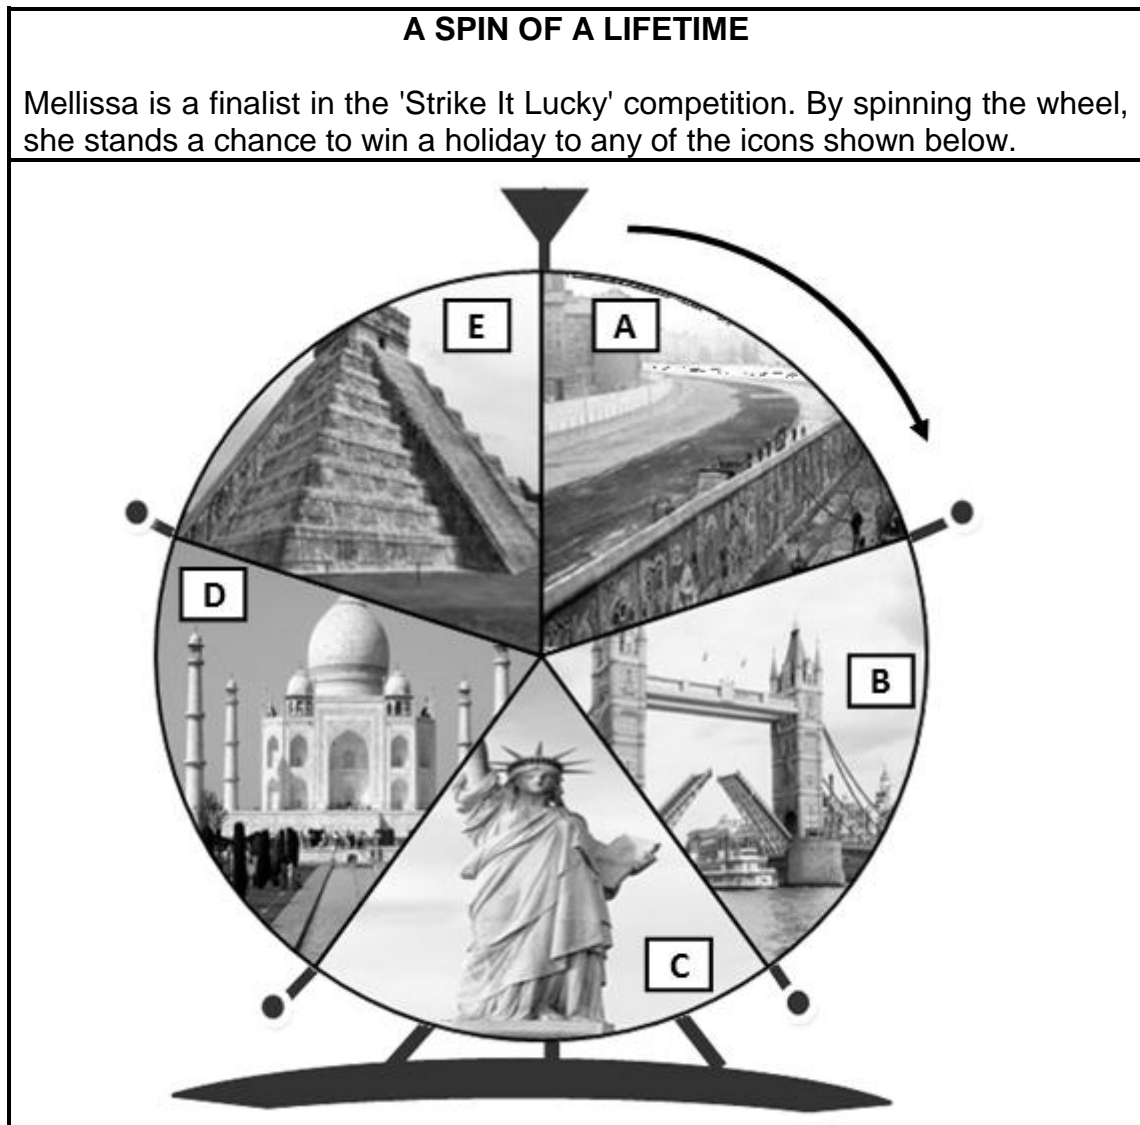 A SPIN OF A LIFETIME
Mellissa is a finalist in the 'Strike It Lucky' competition. By spinning the wheel,
she stands a chance to win a holiday to any of the icons shown below.
E
A
D
B
C